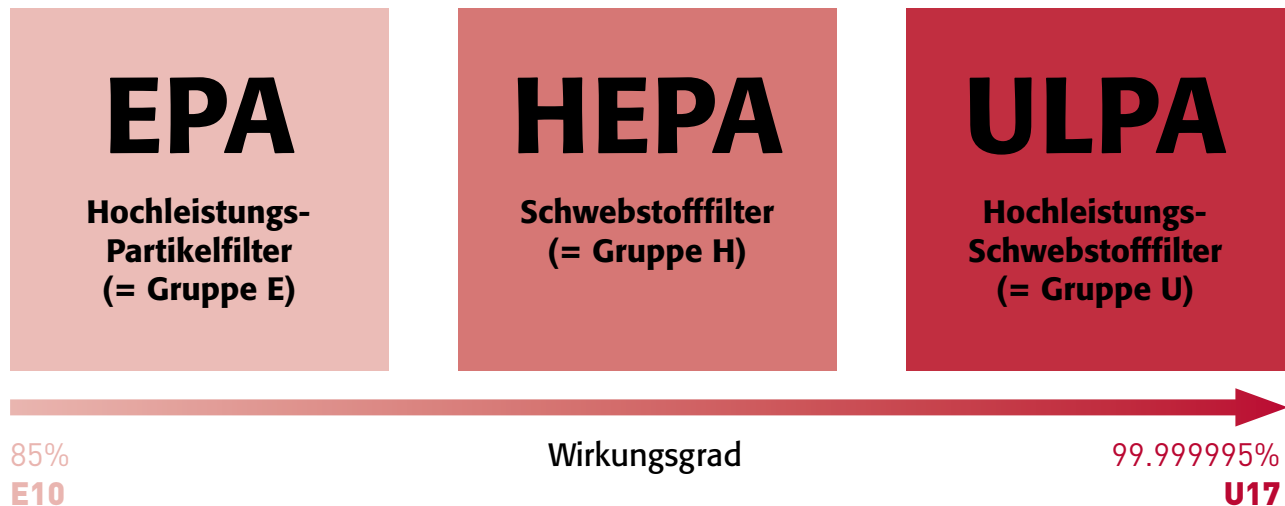 EPA
Hochleistungs-
Partikelfilter
(= Gruppe E)
HEPA
Schwebstofffilter
(= Gruppe H)
ULPA
Hochleistungs-
Schwebstofffilter
(= Gruppe U)
85%
E10
Wirkungsgrad
99.999995%
U17